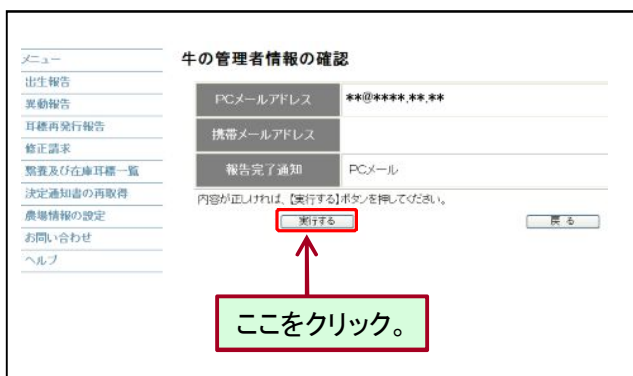 メニュー
出生報告
異動報告
耳標再発行報告
修正請求
飼養及び在庫耳標一覧
決定通知書の再取得
農場情報の設定
お問い合わせ
ヘルプ
牛の管理者情報の確認
PCメールアドレス **@****.**.**
携帯メールアドレス
報告完了通知 PCメール
内容が正しければ、【実行する】ボタンを押してください。
実行する 戻る
ここをクリック。